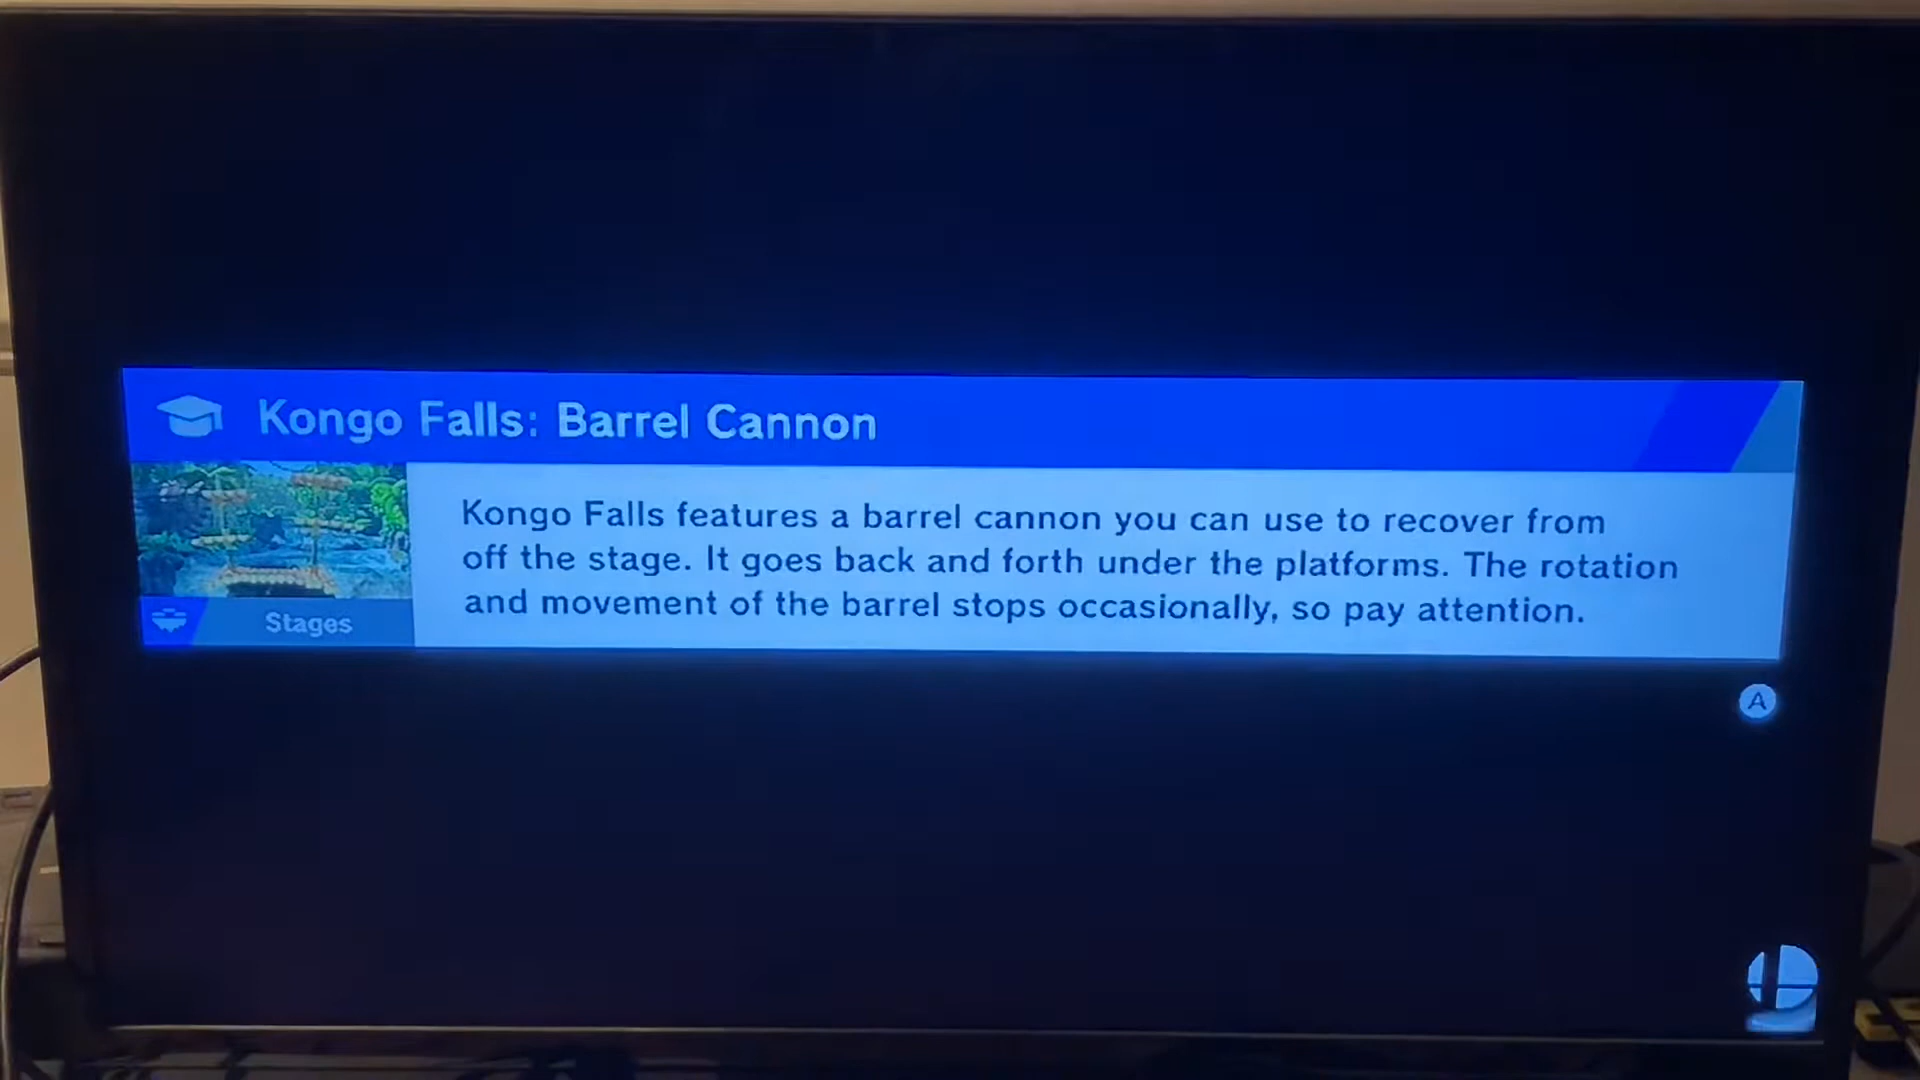 Kongo Falls: Barrel Cannon
Kongo Falls features a barrel cannon you can use to recover from
off the stage. It goes back and forth under the platforms. The rotation
and movement of the barrel stops occasionally, so pay attention.
Stages
A